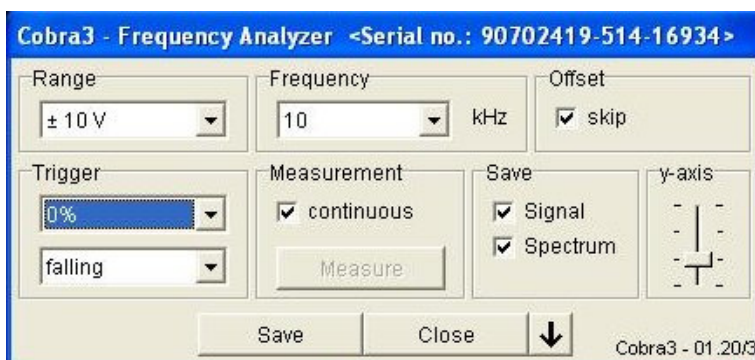 Cobra3 - Frequency Analyzer <Serial no.: 90702419-514-16934>
Range
± 10 V
Frequency
10
kHz
Offset
skip
Trigger
0%
falling
Measurement
continuous
Measure
Save
Signal
Spectrum
y-axis
Save
Close
Cobra3 - 01.20/3